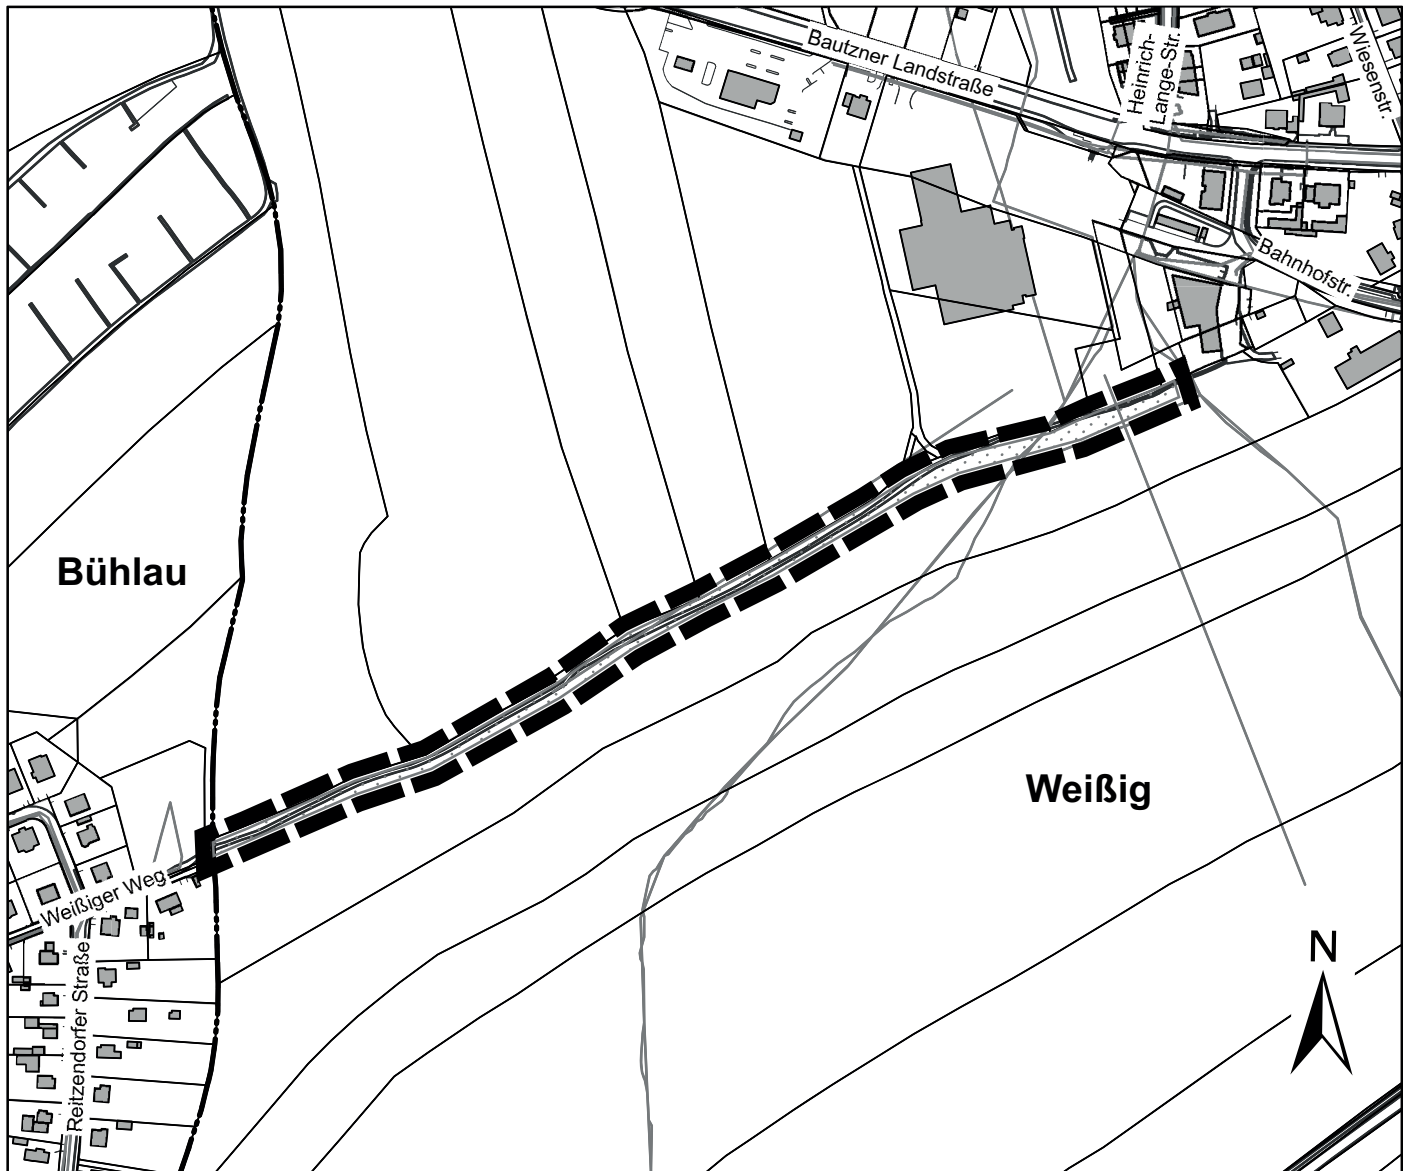 Bautzner Landstraße
Heinrich-
Lange-Str.
Wiesenstr.
Bahnhofstr.
Bühlau
Weißig
Weißiger Weg
Reitzendorfer Straße
N